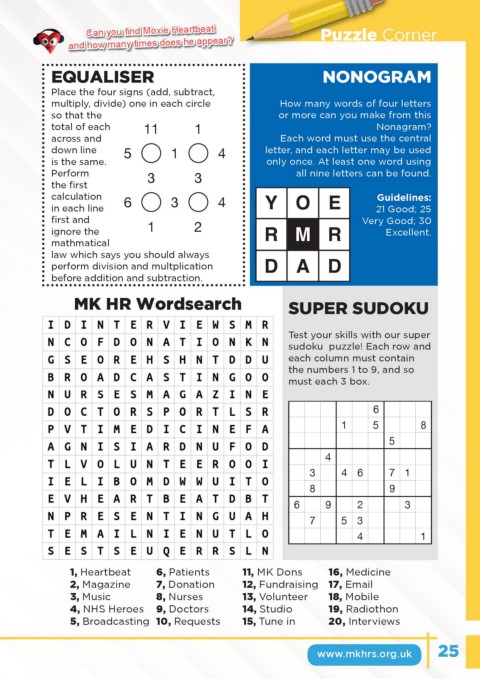 Can you find Moxie Heartbeat
and how many times does he appear?
Puzzle Corner
EQUALISER
Place the four signs (add, subtract,
multiply, divide) one in each circle
so that the
total of each
across and
down line
is the same.
Perform
the first
calculation
in each line
first and
ignore the
mathmatical
law which says you should always
perform division and multplication
before addition and subtraction.
11 1
5 1 4
3 3
6 3 4
1 2
NONOGRAM
How many words of four letters
or more can you make from this
Nonagram?
Each word must use the central
letter, and each letter may be used
only once. At least one word using
all nine letters can be found.
Guidelines:
21 Good; 25
Very Good; 30
Excellent.
Y O E
R M R
D A D
MK HR Wordsearch
I D I N T E R V I E W S M R
N C O F D O N A T I O N K N
G S E O R E H S H N T D D U
B R O A D C A S T I N G O O
N U R S E S M A G A Z I N E
D O C T O R S P O R T L S R
P V T I M E D I C I N E F A
A G N I S I A R D N U F O D
T L V O L U N T E E R O O I
I E L I B O M D W W U I T O
E V H E A R T B E A T D B T
N P R E S E N T I N G U A H
T E M A I L N I E N U T L O
S E S T S E U Q E R R S L N
SUPER SUDOKU
Test your skills with our super
sudoku puzzle! Each row and
each column must contain
the numbers 1 to 9, and so
must each 3 box.
6
1 5 8
5
4
3 4 6 7 1
8 9
6 9 2 3
7 5 3
4 1
1, Heartbeat
2, Magazine
3, Music
4, NHS Heroes
5, Broadcasting
6, Patients
7, Donation
8, Nurses
9, Doctors
10, Requests
11, MK Dons
12, Fundraising
13, Volunteer
14, Studio
15, Tune in
16, Medicine
17, Email
18, Mobile
19, Radiothon
20, Interviews
www.mkhrs.org.uk
25